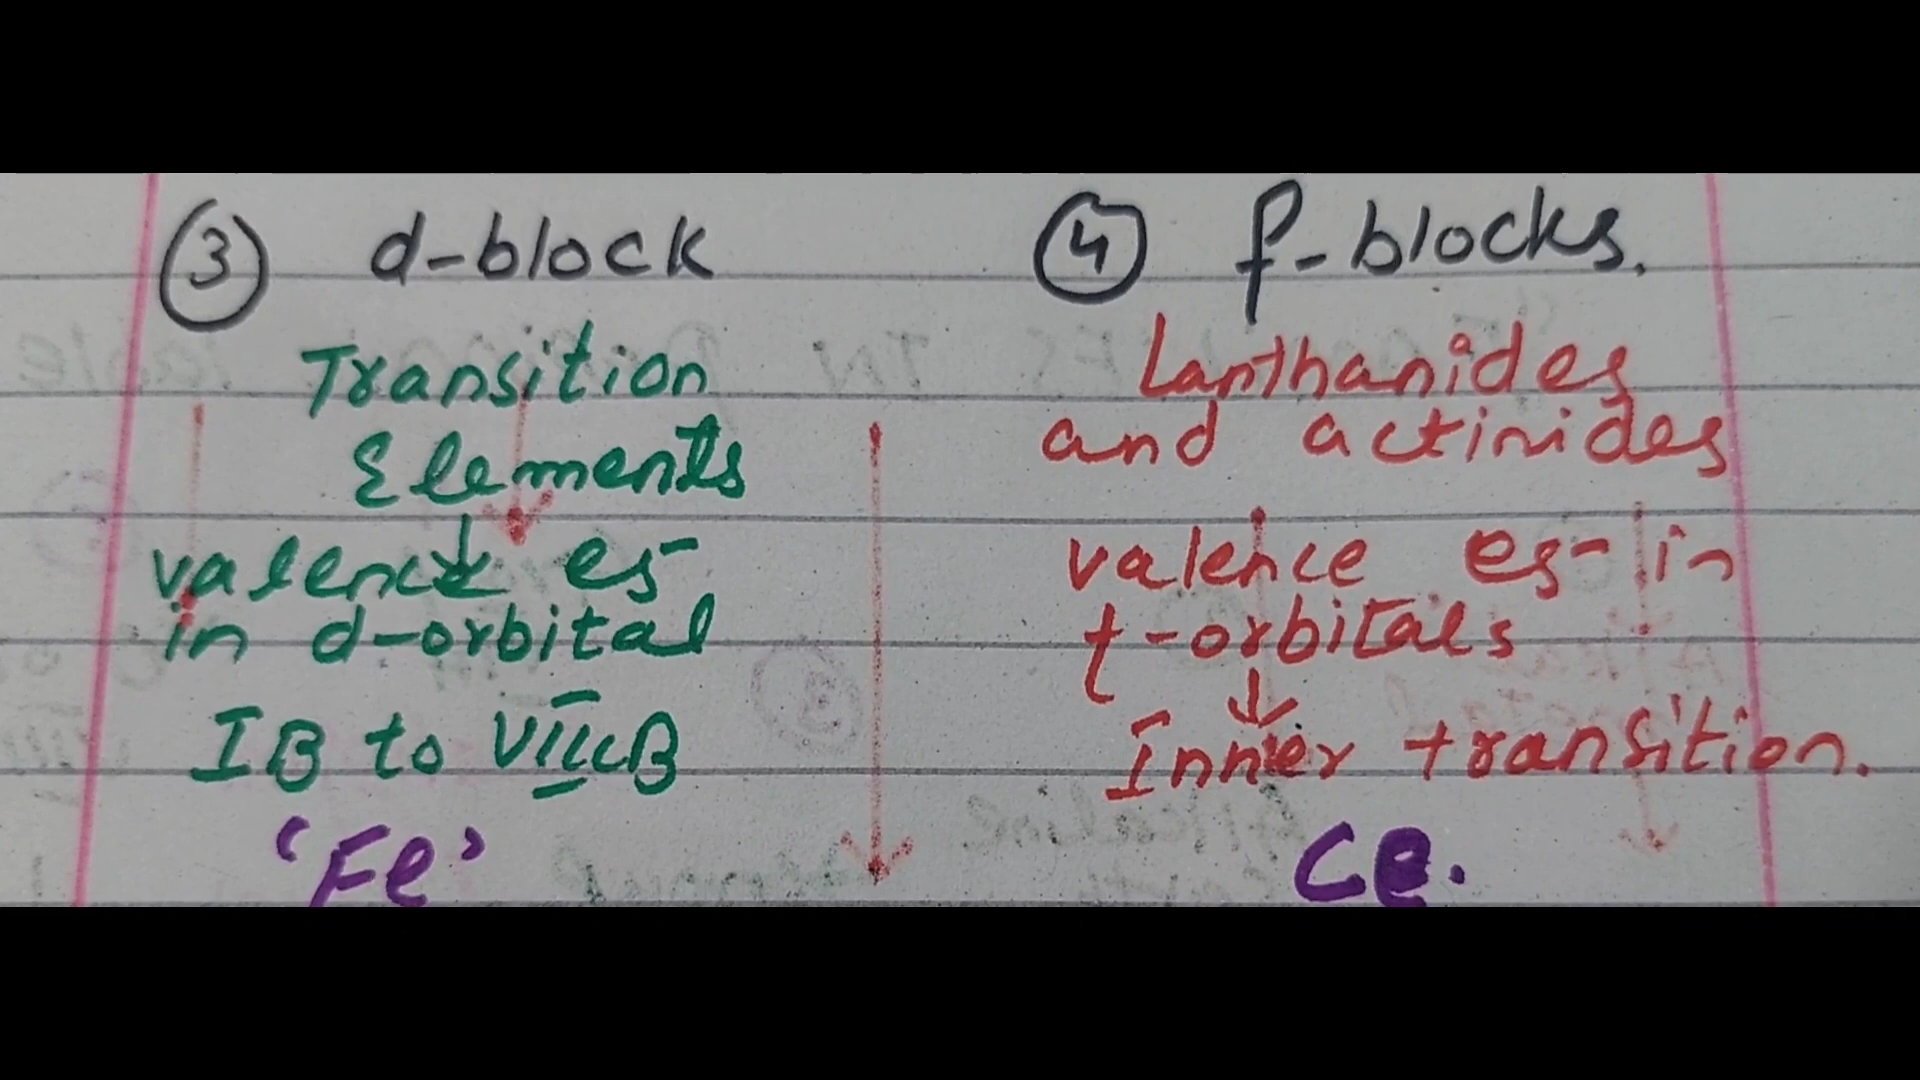 ③ d-block
Transition
Elements
valence es-
in d-orbital
IB to VIIIB
'Fe'
④ f-blocks.
Lanthanides
and actinides
valence es- in
f-orbitals
Inner transition.
Ce.